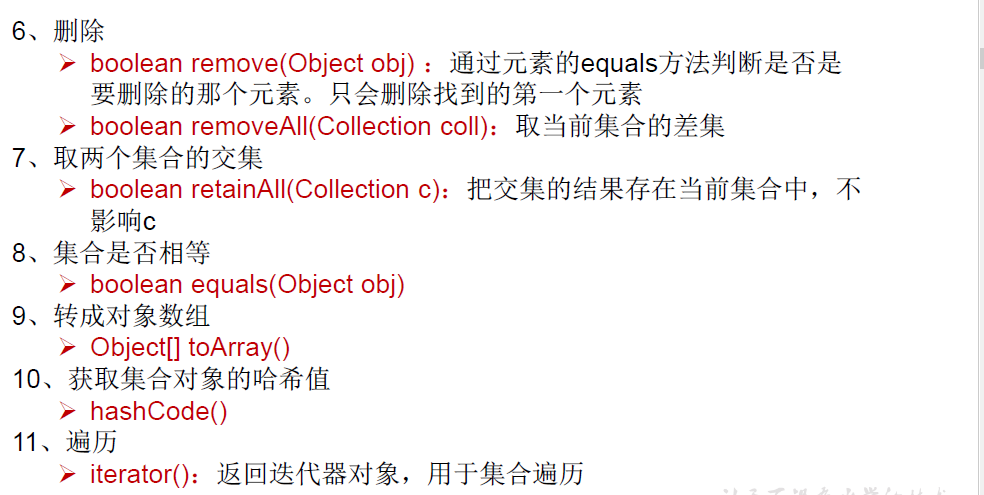 6、删除
➢ boolean remove(Object obj) ：通过元素的equals方法判断是否是
要删除的那个元素。只会删除找到的第一个元素
➢ boolean removeAll(Collection coll)：取当前集合的差集
7、取两个集合的交集
➢ boolean retainAll(Collection c)：把交集的结果存在当前集合中，不
影响c
8、集合是否相等
➢ boolean equals(Object obj)
9、转成对象数组
➢ Object[] toArray()
10、获取集合对象的哈希值
➢ hashCode()
11、遍历
➢ iterator()：返回迭代器对象，用于集合遍历